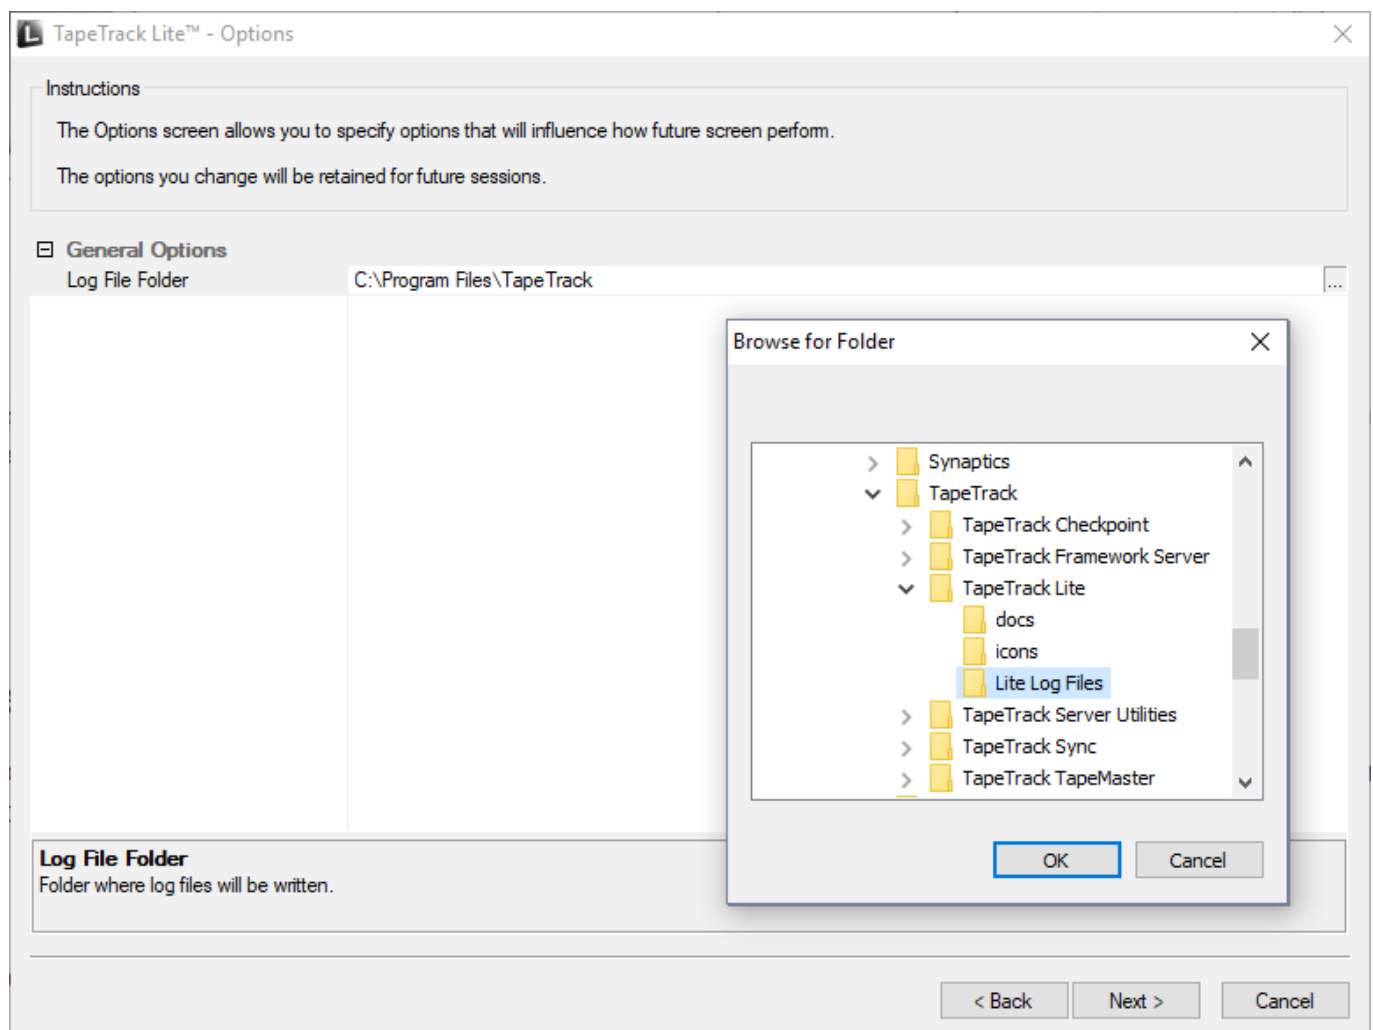 TapeTrack Lite™ - Options
Instructions
The Options screen allows you to specify options that will influence how future screen perform.
The options you change will be retained for future sessions.
General Options
Log File Folder C:\Program Files\TapeTrack ...
Browse for Folder
Synaptics
TapeTrack
TapeTrack Checkpoint
TapeTrack Framework Server
TapeTrack Lite
docs
icons
Lite Log Files
TapeTrack Server Utilities
TapeTrack Sync
TapeTrack TapeMaster
OK Cancel
Log File Folder
Folder where log files will be written.
< Back Next > Cancel